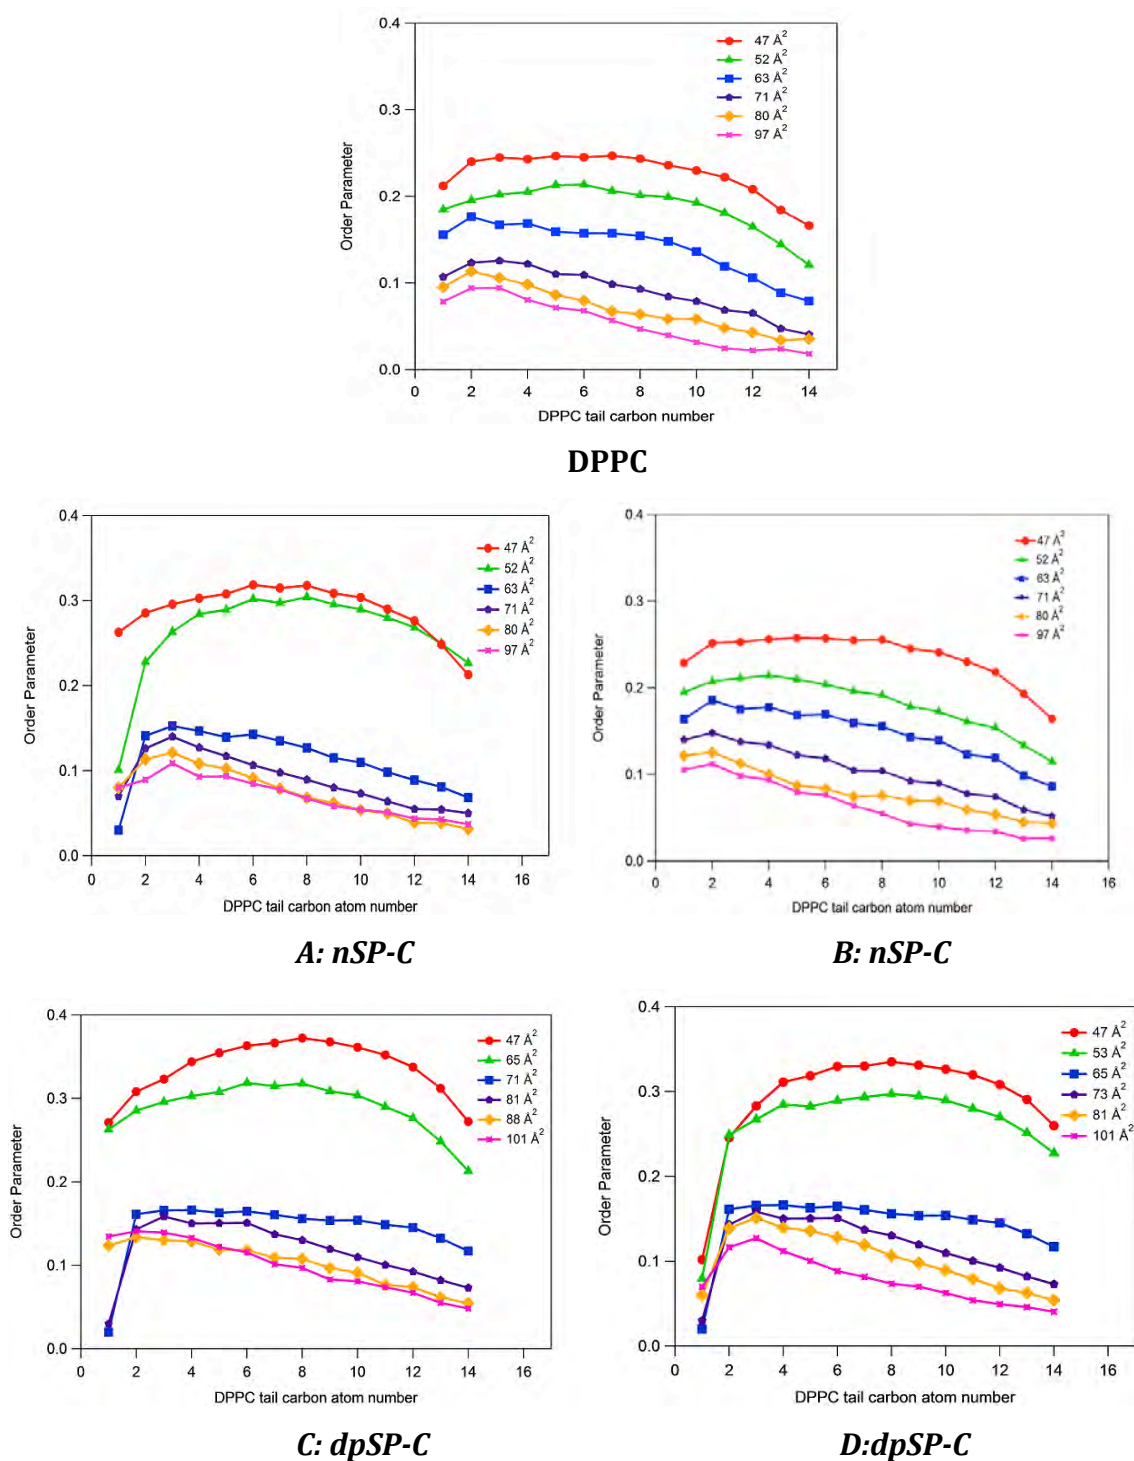 0.4
0.3
0.2
0.1
0.0
Order Parameter
47 Å²
52 Å²
63 Å²
71 Å²
80 Å²
97 Å²
0 2 4 6 8 10 12 14
DPPC tail carbon number
DPPC
0.4
0.3
0.2
0.1
0.0
Order Parameter
47 Å²
52 Å²
63 Å²
71 Å²
80 Å²
97 Å²
0 2 4 6 8 10 12 14 16
DPPC tail carbon atom number
A: nSP-C
0.4
0.3
0.2
0.1
0.0
Order Parameter
47 Å²
52 Å²
63 Å²
71 Å²
80 Å²
97 Å²
0 2 4 6 8 10 12 14 16
DPPC tail carbon atom number
B: nSP-C
0.4
0.3
0.2
0.1
0.0
Order Parameter
47 Å²
65 Å²
71 Å²
81 Å²
88 Å²
101 Å²
0 2 4 6 8 10 12 14 16
DPPC tail carbon atom number
C: dpSP-C
0.4
0.3
0.2
0.1
0.0
Order Parameter
47 Å²
53 Å²
65 Å²
73 Å²
81 Å²
101 Å²
0 2 4 6 8 10 12 14 16
DPPC tail carbon atom number
D:dpSP-C